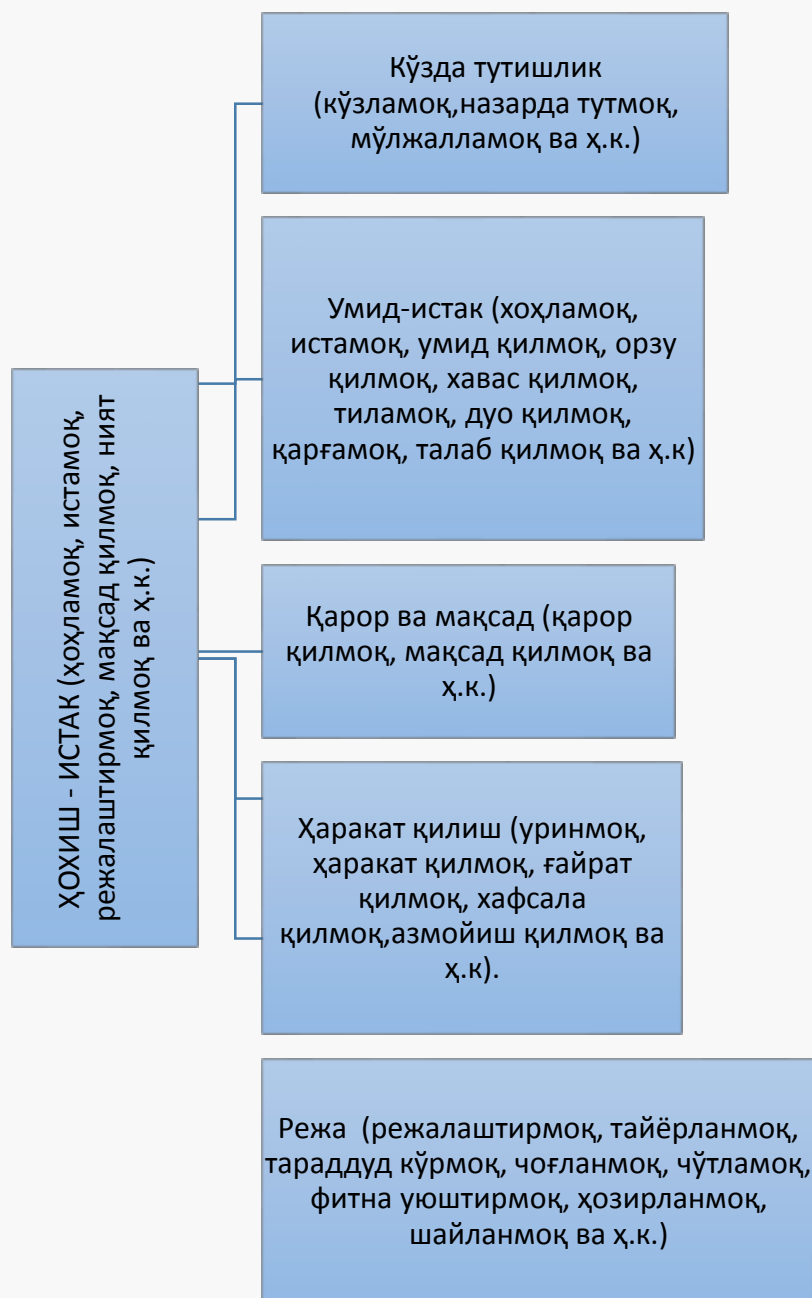 Кўзда тутишлик
(кўзламоқ,назарда тутмоқ,
мўлжалламоқ ва ҳ.к.)
Умид-истак (хоҳламоқ,
истамоқ, умид қилмоқ, орзу
қилмоқ, хавас қилмоқ,
тиламоқ, дуо қилмоқ,
қарғамоқ, талаб қилмоқ ва ҳ.к)
ҲОХИШ - ИСТАК (ҳоҳламоқ, истамоқ,
режалаштирмоқ, мақсад қилмоқ, ният
қилмоқ ва ҳ.к.)
Қарор ва мақсад (қарор
қилмоқ, мақсад қилмоқ ва
ҳ.к.)
Ҳаракат қилиш (уринмоқ,
ҳаракат қилмоқ, ғайрат
қилмоқ, хафсала
қилмоқ,азмойиш қилмоқ ва
ҳ.к).
Режа (режалаштирмоқ, тайёрланмоқ,
тараддуд кўрмоқ, чоғланмоқ, чўтламоқ,
фитна уюштирмоқ, ҳозирланмоқ,
шайланмоқ ва ҳ.к.)